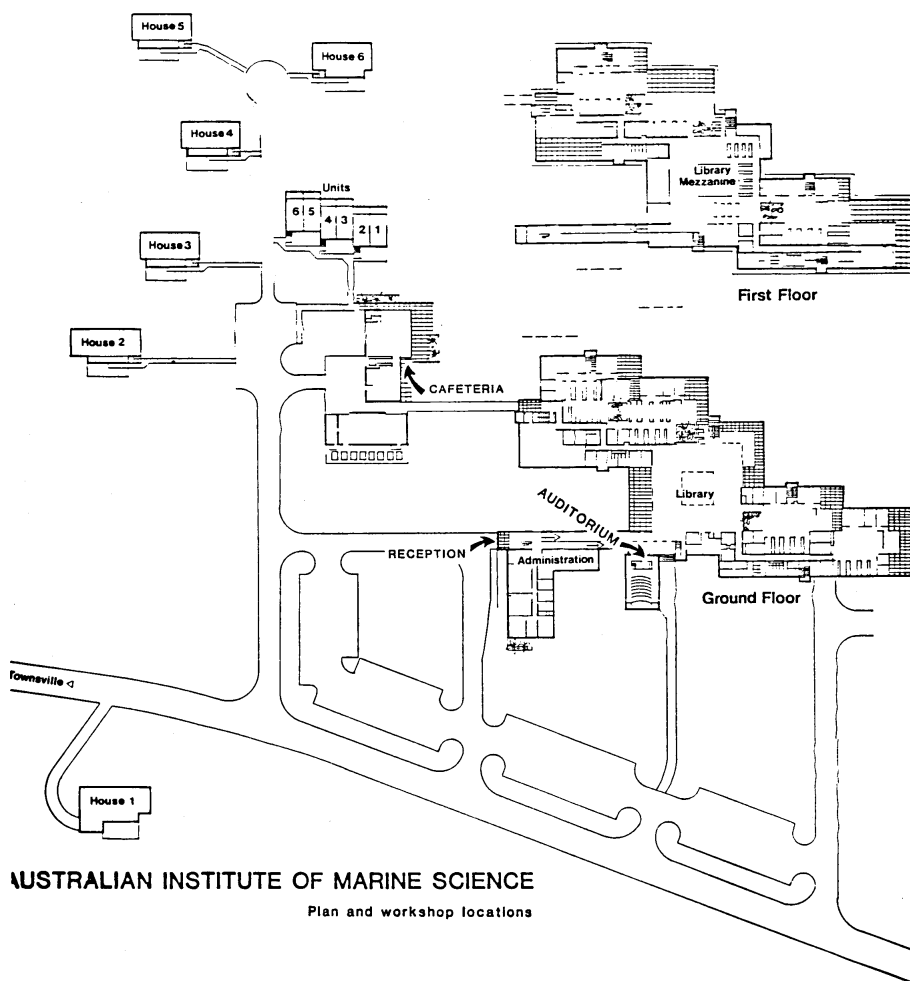 House 5
House 6
House 4
Units
6 5
4 3
2 1
House 3
House 2
Library
Mezzanine
First Floor
CAFETERIA
Library
AUDITORIUM
RECEPTION
Administration
Ground Floor
Townsville
House 1
AUSTRALIAN INSTITUTE OF MARINE SCIENCE
Plan and workshop locations